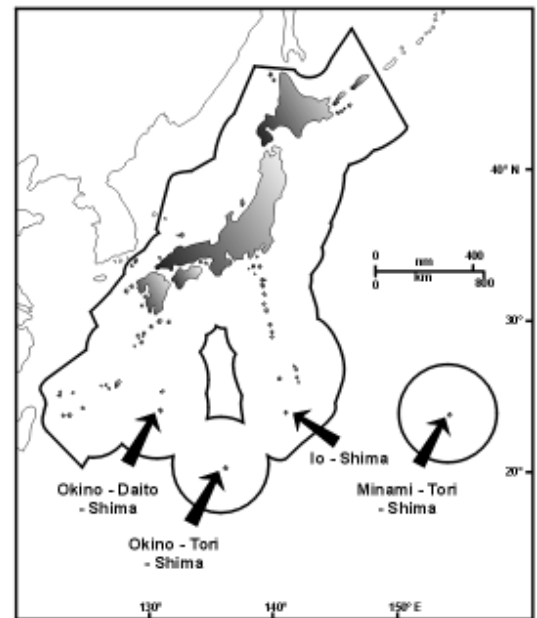 40° N
0 nm 400
0 km 800
30°
Io - Shima
Okino - Daito
- Shima
Minami - Tori
- Shima
20°
Okino - Tori
- Shima
130° 140° 150° E